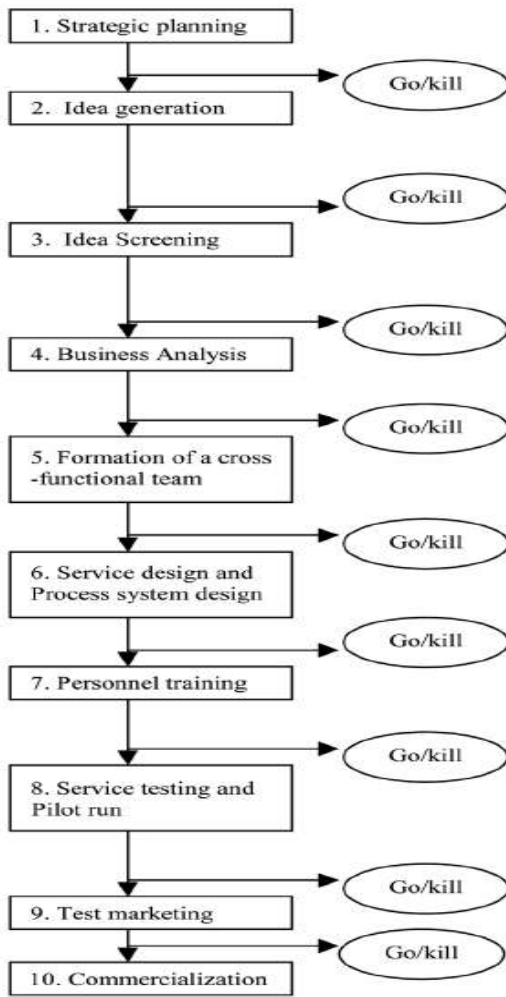 1. Strategic planning
Go/kill
2. Idea generation
Go/kill
3. Idea Screening
Go/kill
4. Business Analysis
Go/kill
5. Formation of a cross
-functional team
Go/kill
6. Service design and
Process system design
Go/kill
7. Personnel training
Go/kill
8. Service testing and
Pilot run
Go/kill
9. Test marketing
Go/kill
10. Commercialization